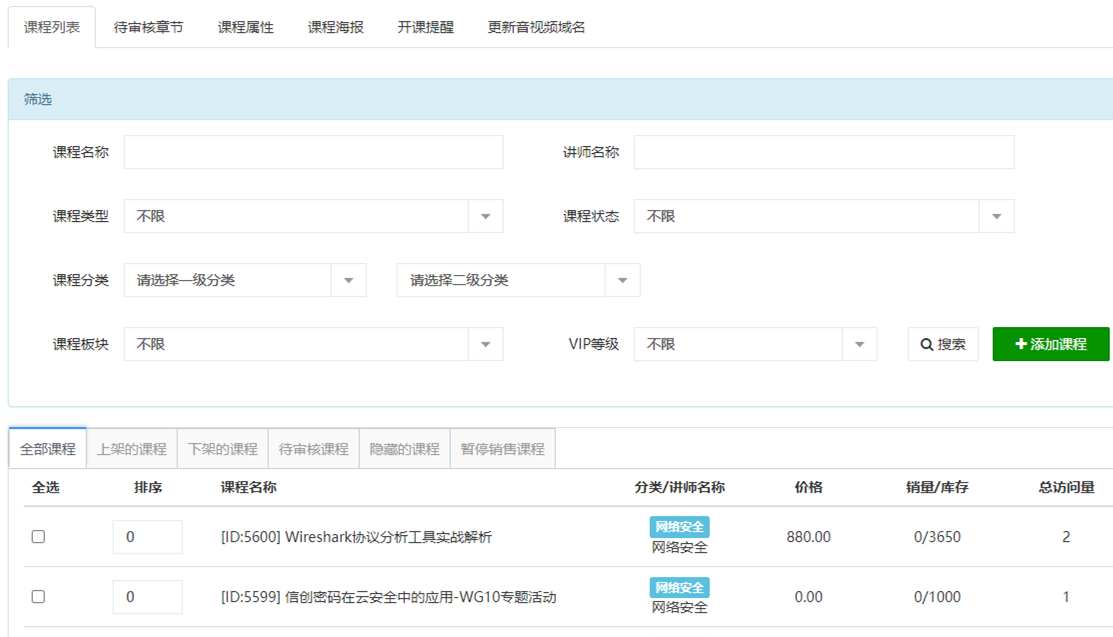 课程列表 待审核章节 课程属性 课程海报 开课提醒 更新音视频域名
筛选
课程名称 讲师名称
课程类型 不限 课程状态 不限
课程分类 请选择一级分类 请选择二级分类
课程板块 不限 VIP等级 不限 搜索 添加课程
全部课程 上架的课程 下架的课程 待审核课程 隐藏的课程 暂停销售课程
全选 排序 课程名称 分类/讲师名称 价格 销量/库存 总访问量
0 [ID:5600] Wireshark协议分析工具实战解析 网络安全 880.00 0/3650 2
网络安全
0 [ID:5599] 信创密码在云安全中的应用-WG10专题活动 网络安全 0.00 0/1000 1
网络安全